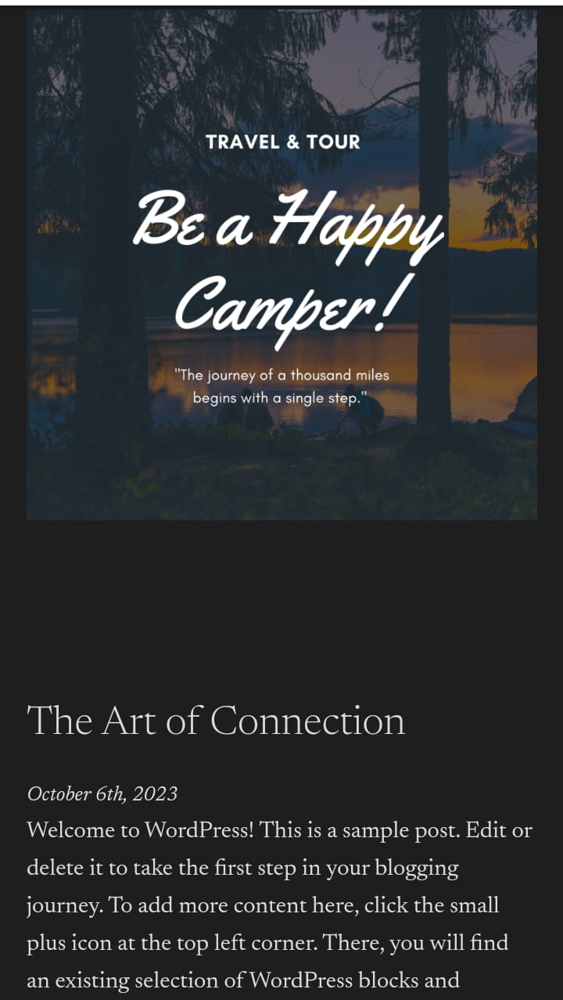 TRAVEL & TOUR
Be a Happy
Camper!
"The journey of a thousand miles
begins with a single step."
The Art of Connection
October 6th, 2023
Welcome to WordPress! This is a sample post. Edit or
delete it to take the first step in your blogging
journey. To add more content here, click the small
plus icon at the top left corner. There, you will find
an existing selection of WordPress blocks and